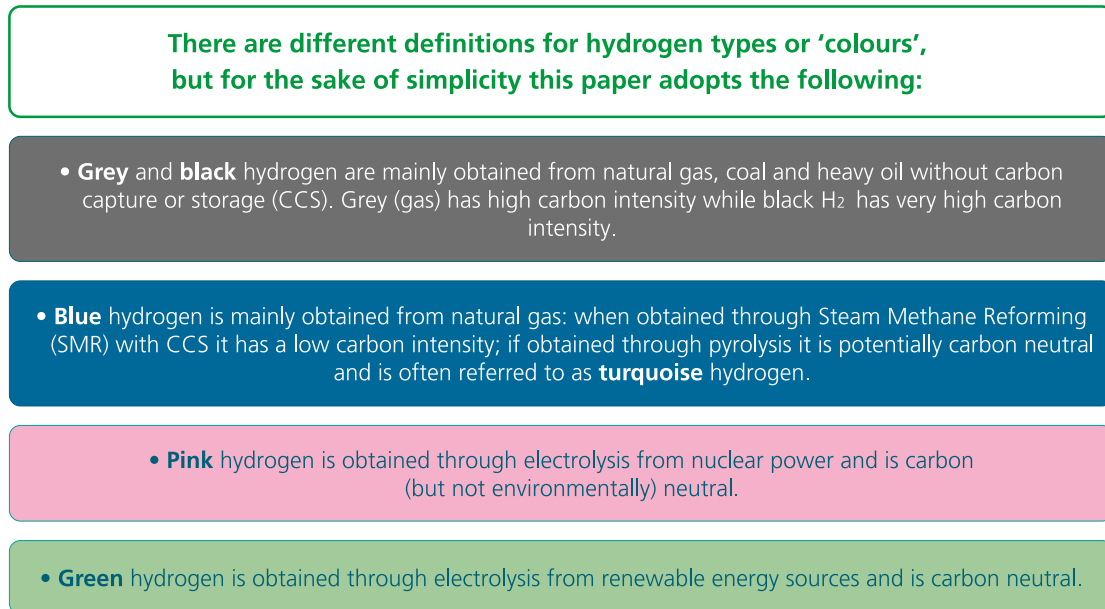 There are different definitions for hydrogen types or ‘colours’,
but for the sake of simplicity this paper adopts the following:
• Grey and black hydrogen are mainly obtained from natural gas, coal and heavy oil without carbon
capture or storage (CCS). Grey (gas) has high carbon intensity while black H₂ has very high carbon
intensity.
• Blue hydrogen is mainly obtained from natural gas: when obtained through Steam Methane Reforming
(SMR) with CCS it has a low carbon intensity; if obtained through pyrolysis it is potentially carbon neutral
and is often referred to as turquoise hydrogen.
• Pink hydrogen is obtained through electrolysis from nuclear power and is carbon
(but not environmentally) neutral.
• Green hydrogen is obtained through electrolysis from renewable energy sources and is carbon neutral.